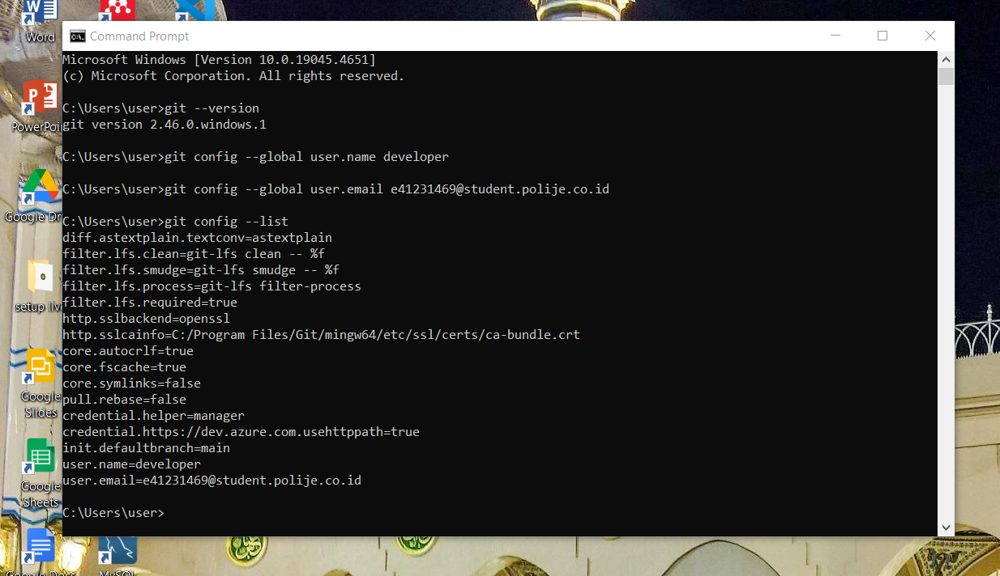 Word
PowerPoi
Google Dr
setup live
Google
Slides
Google
Sheets
Google Docs
MySQL
Command Prompt
Microsoft Windows [Version 10.0.19045.4651]
(c) Microsoft Corporation. All rights reserved.
C:\Users\user>git --version
git version 2.46.0.windows.1
C:\Users\user>git config --global user.name developer
C:\Users\user>git config --global user.email e41231469@student.polije.co.id
C:\Users\user>git config --list
diff.astextplain.textconv=astextplain
filter.lfs.clean=git-lfs clean -- %f
filter.lfs.smudge=git-lfs smudge -- %f
filter.lfs.process=git-lfs filter-process
filter.lfs.required=true
http.sslbackend=openssl
http.sslcainfo=C:/Program Files/Git/mingw64/etc/ssl/certs/ca-bundle.crt
core.autocrlf=true
core.fscache=true
core.symlinks=false
pull.rebase=false
credential.helper=manager
credential.https://dev.azure.com.usehttppath=true
init.defaultbranch=main
user.name=developer
user.email=e41231469@student.polije.co.id
C:\Users\user>